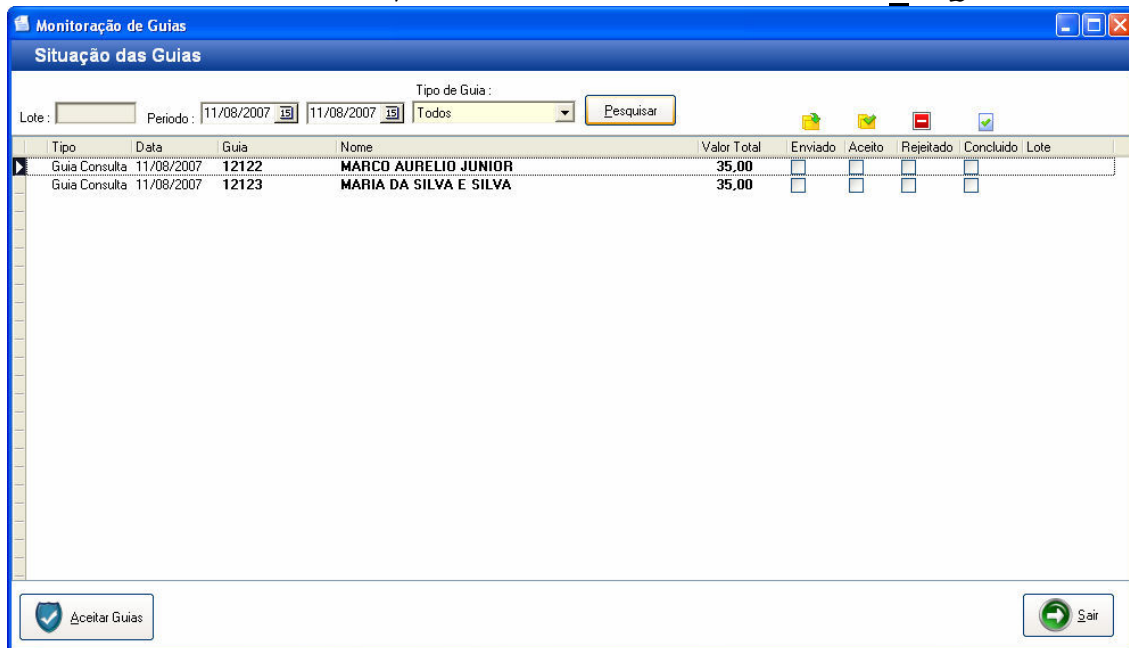 Monitoração de Guias
Situação das Guias
Tipo de Guia :
Lote : Periodo : 11/08/2007 15 11/08/2007 15 Todos Pesquisar
Tipo Data Guia Nome Valor Total Enviado Aceito Rejeitado Concluido Lote
Guia Consulta 11/08/2007 12122 MARCO AURELIO JUNIOR 35,00
Guia Consulta 11/08/2007 12123 MARIA DA SILVA E SILVA 35,00
Aceitar Guias Sair